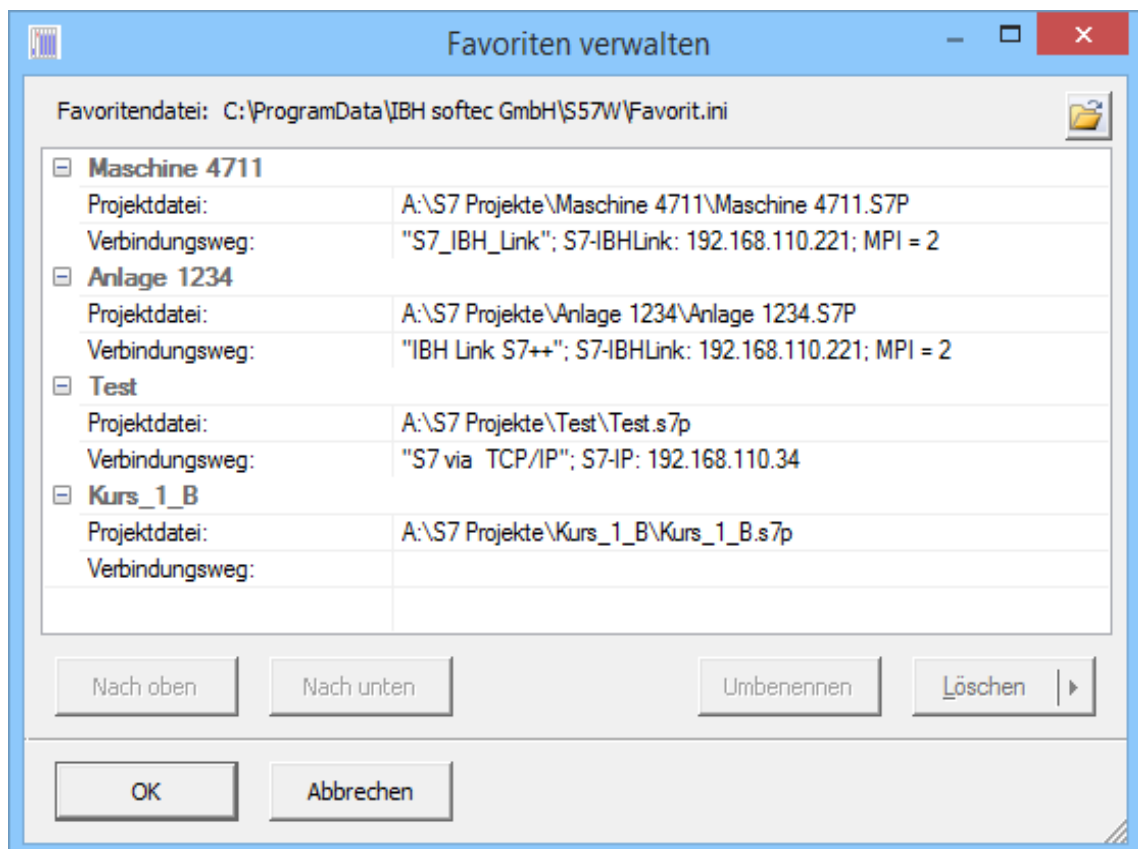 Favoriten verwalten
Favoritendatei: C:\ProgramData\IBH softec GmbH\S57W\Favorit.ini
Maschine 4711
Projektdatei: A:\S7 Projekte\Maschine 4711\Maschine 4711.S7P
Verbindungsweg: "S7_IBH_Link"; S7-IBHLink: 192.168.110.221; MPI = 2
Anlage 1234
Projektdatei: A:\S7 Projekte\Anlage 1234\Anlage 1234.S7P
Verbindungsweg: "IBH Link S7++"; S7-IBHLink: 192.168.110.221; MPI = 2
Test
Projektdatei: A:\S7 Projekte\Test\Test.s7p
Verbindungsweg: "S7 via  TCP/IP"; S7-IP: 192.168.110.34
Kurs_1_B
Projektdatei: A:\S7 Projekte\Kurs_1_B\Kurs_1_B.s7p
Verbindungsweg:
Nach oben Nach unten Umbenennen Löschen
OK Abbrechen